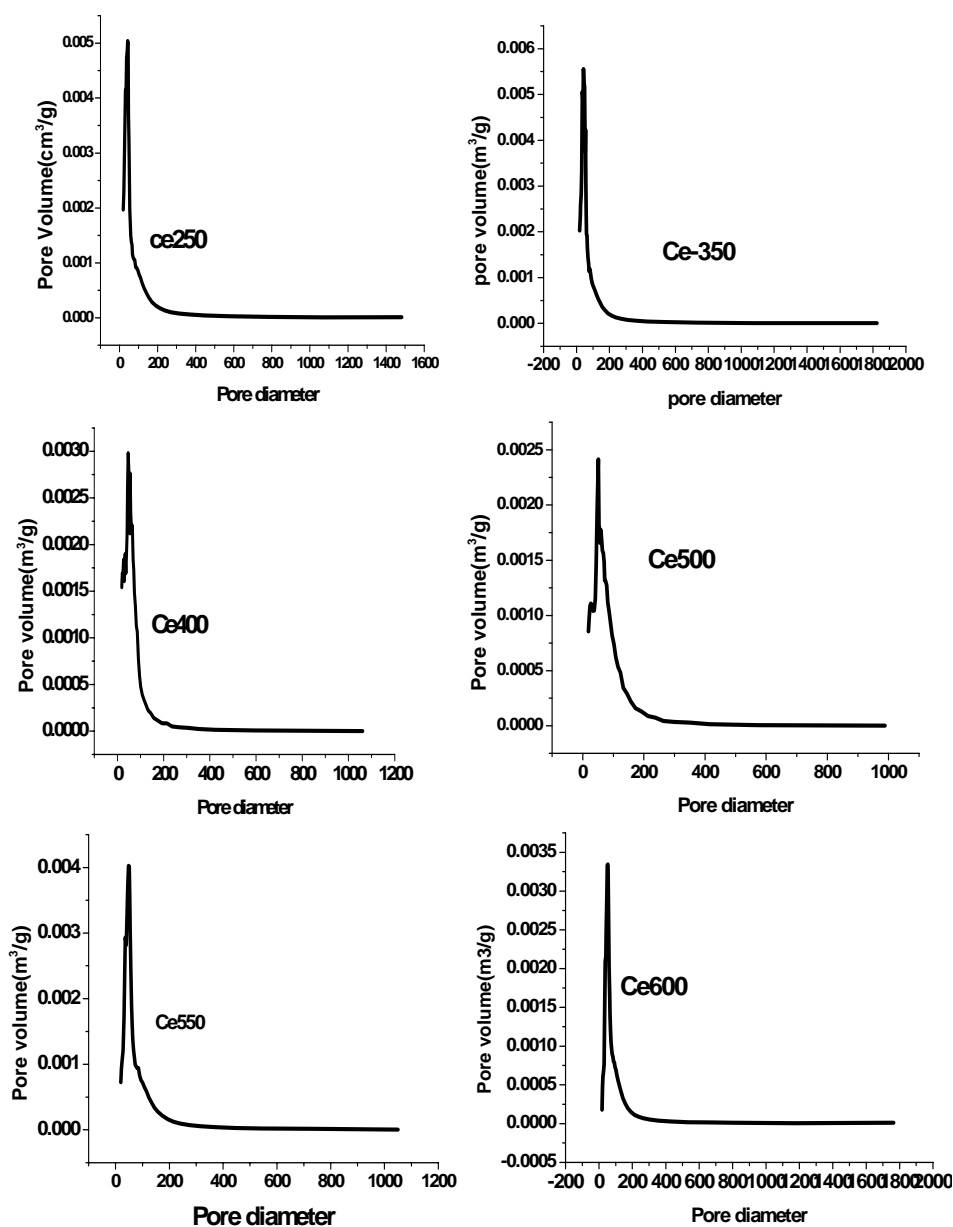 0.005
0.004
0.003
0.002
0.001
0.000
Pore Volume(cm³/g)
ce250
0 200 400 600 800 1000 1200 1400 1600
Pore diameter
0.006
0.005
0.004
0.003
0.002
0.001
0.000
pore Volume(m³/g)
Ce-350
-200 0 200 400 600 800 1000 1200 1400 1600 1800 2000
pore diameter
0.0030
0.0025
0.0020
0.0015
0.0010
0.0005
0.0000
Pore volume(m³/g)
Ce400
0 200 400 600 800 1000 1200
Pore diameter
0.0025
0.0020
0.0015
0.0010
0.0005
0.0000
Pore volume(m³/g)
Ce500
0 200 400 600 800 1000
Pore diameter
0.004
0.003
0.002
0.001
0.000
Pore volume(m³/g)
Ce550
0 200 400 600 800 1000
Pore diameter
0.0035
0.0030
0.0025
0.0020
0.0015
0.0010
0.0005
0.0000
-0.0005
Pore volume(m3/g)
Ce600
-200 0 200 400 600 800 1000 1200 1400 1600 1800 2000
Pore diameter